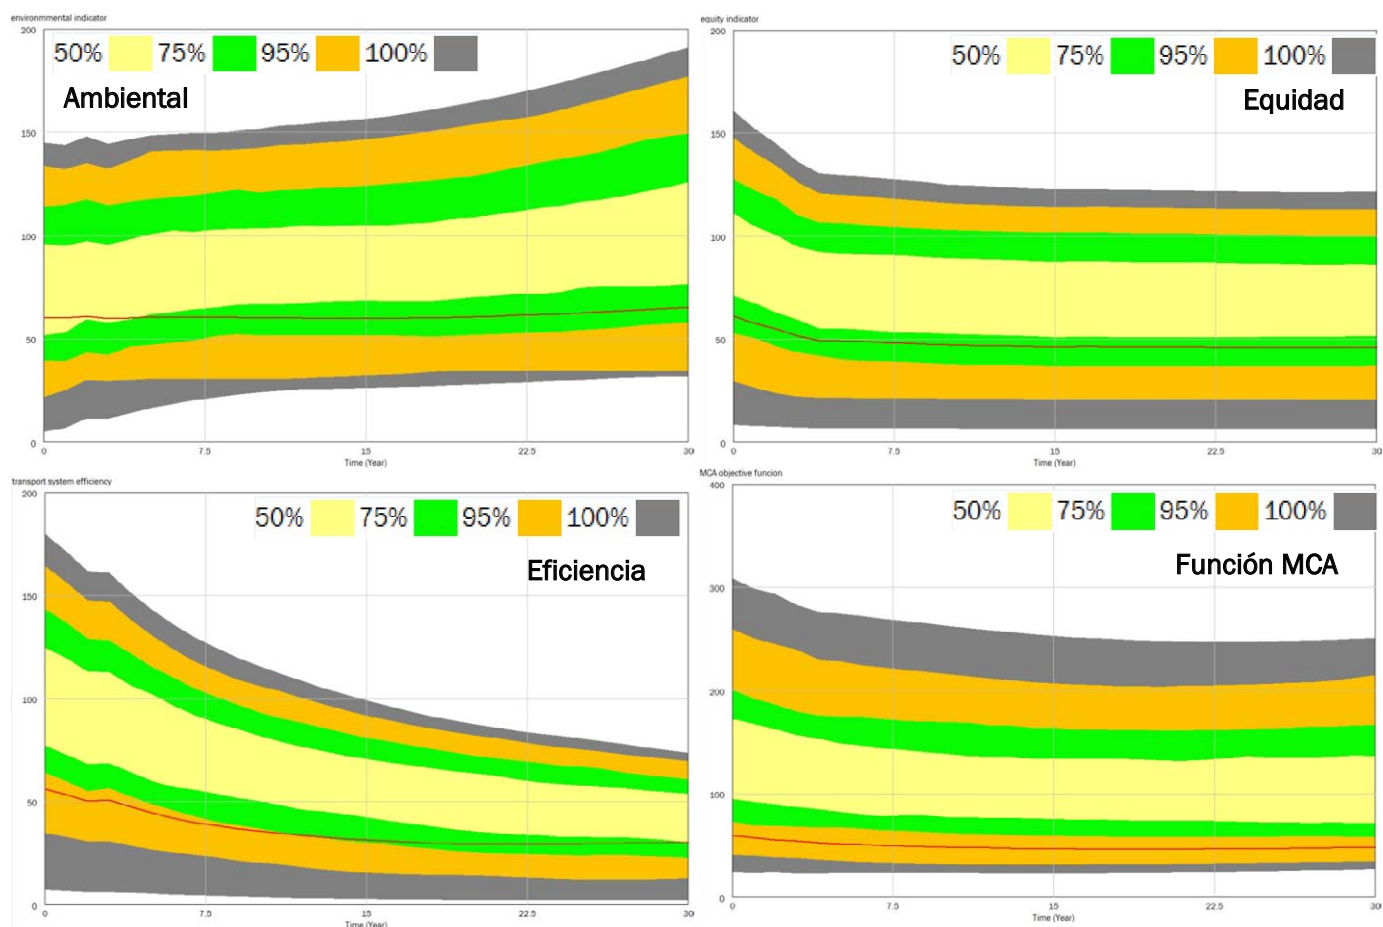 environmmental indicator
200
50% 75% 95% 100%
Ambiental
150
100
50
0
0 7.5 15 22.5 30
Time (Year)
equity indicator
200
50% 75% 95% 100%
Equidad
150
100
50
0
0 7.5 15 22.5 30
Time (Year)
transport system efficiency
200
50% 75% 95% 100%
Eficiencia
150
100
50
0
0 7.5 15 22.5 30
Time (Year)
MCA objective funcion
400
50% 75% 95% 100%
Función MCA
300
200
100
0
0 7.5 15 22.5 30
Time (Year)